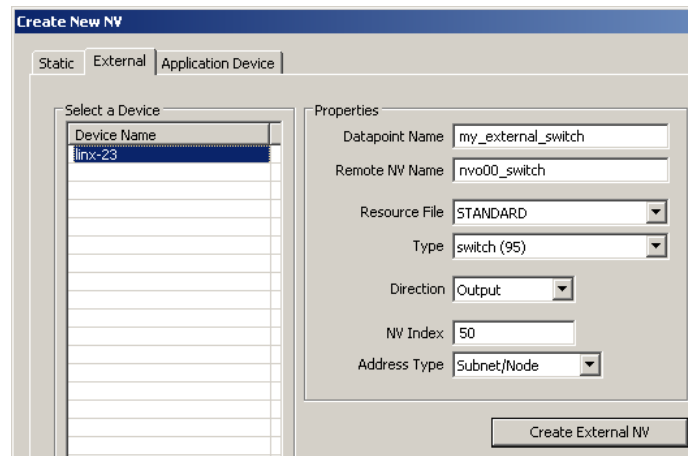 Create New NV
Static External Application Device
Select a Device
Device Name
linx-23
Properties
Datapoint Name my_external_switch
Remote NV Name nvo00_switch
Resource File STANDARD
Type switch (95)
Direction Output
NV Index 50
Address Type Subnet/Node
Create External NV